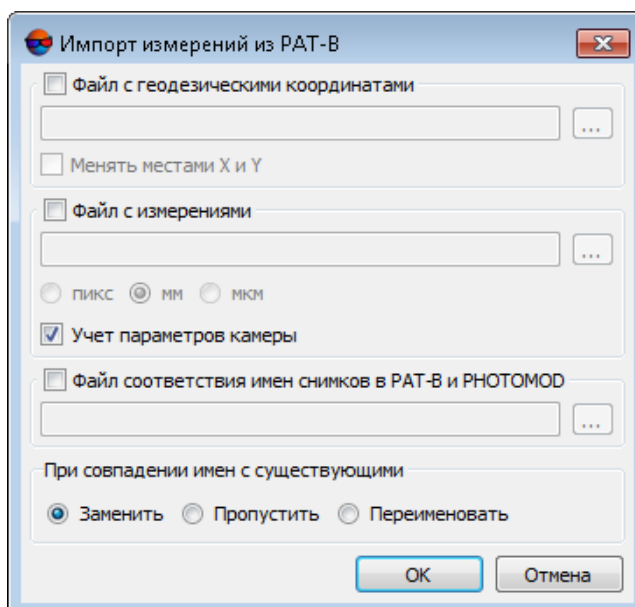 Импорт измерений из PAT-B
Файл с геодезическими координатами
...
Менять местами X и Y
Файл с измерениями
...
пикс мм мкм
Учет параметров камеры
Файл соответствия имен снимков в PAT-B и PHOTOMOD
...
При совпадении имен с существующими
Заменить Пропустить Переименовать
OK Отмена